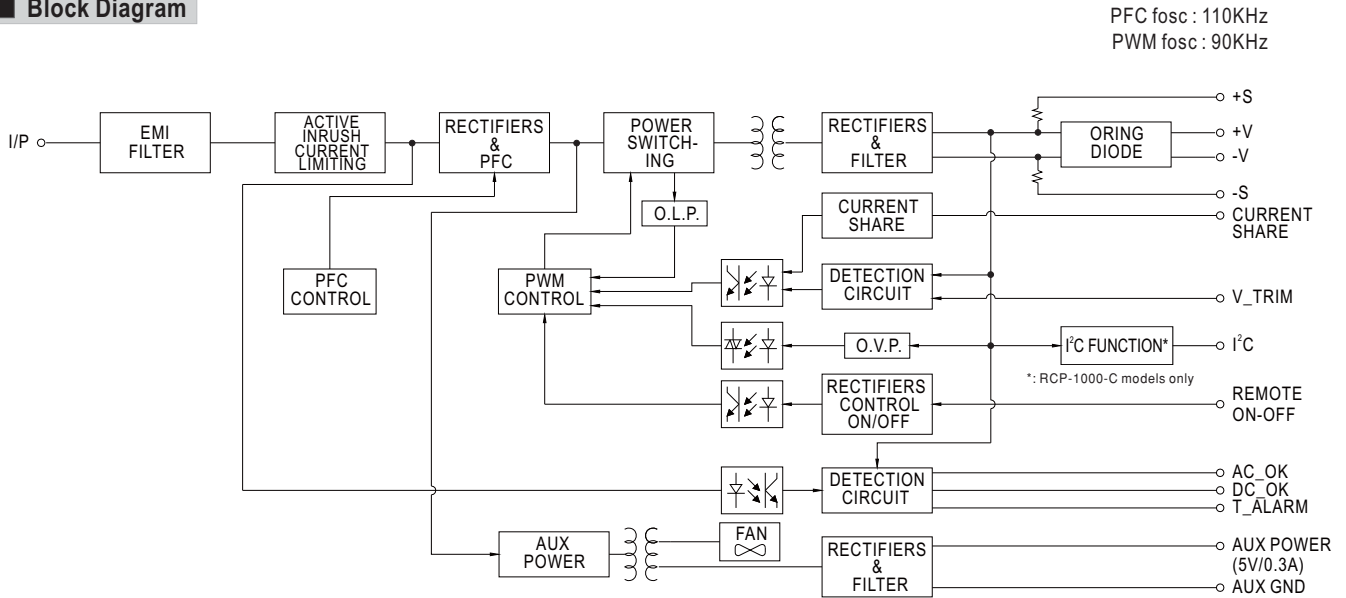 Block Diagram
PFC fosc : 110KHz
PWM fosc : 90KHz
I/P
EMI
FILTER
ACTIVE
INRUSH
CURRENT
LIMITING
RECTIFIERS
&
PFC
POWER
SWITCH-
ING
RECTIFIERS
&
FILTER
ORING
DIODE
+S
+V
-V
-S
O.L.P.
CURRENT
SHARE
CURRENT
SHARE
PFC
CONTROL
PWM
CONTROL
DETECTION
CIRCUIT
V_TRIM
O.V.P.
I²C FUNCTION*
I²C
*: RCP-1000-C models only
RECTIFIERS
CONTROL
ON/OFF
REMOTE
ON-OFF
DETECTION
CIRCUIT
AC_OK
DC_OK
T_ALARM
AUX
POWER
FAN
RECTIFIERS
&
FILTER
AUX POWER
(5V/0.3A)
AUX GND